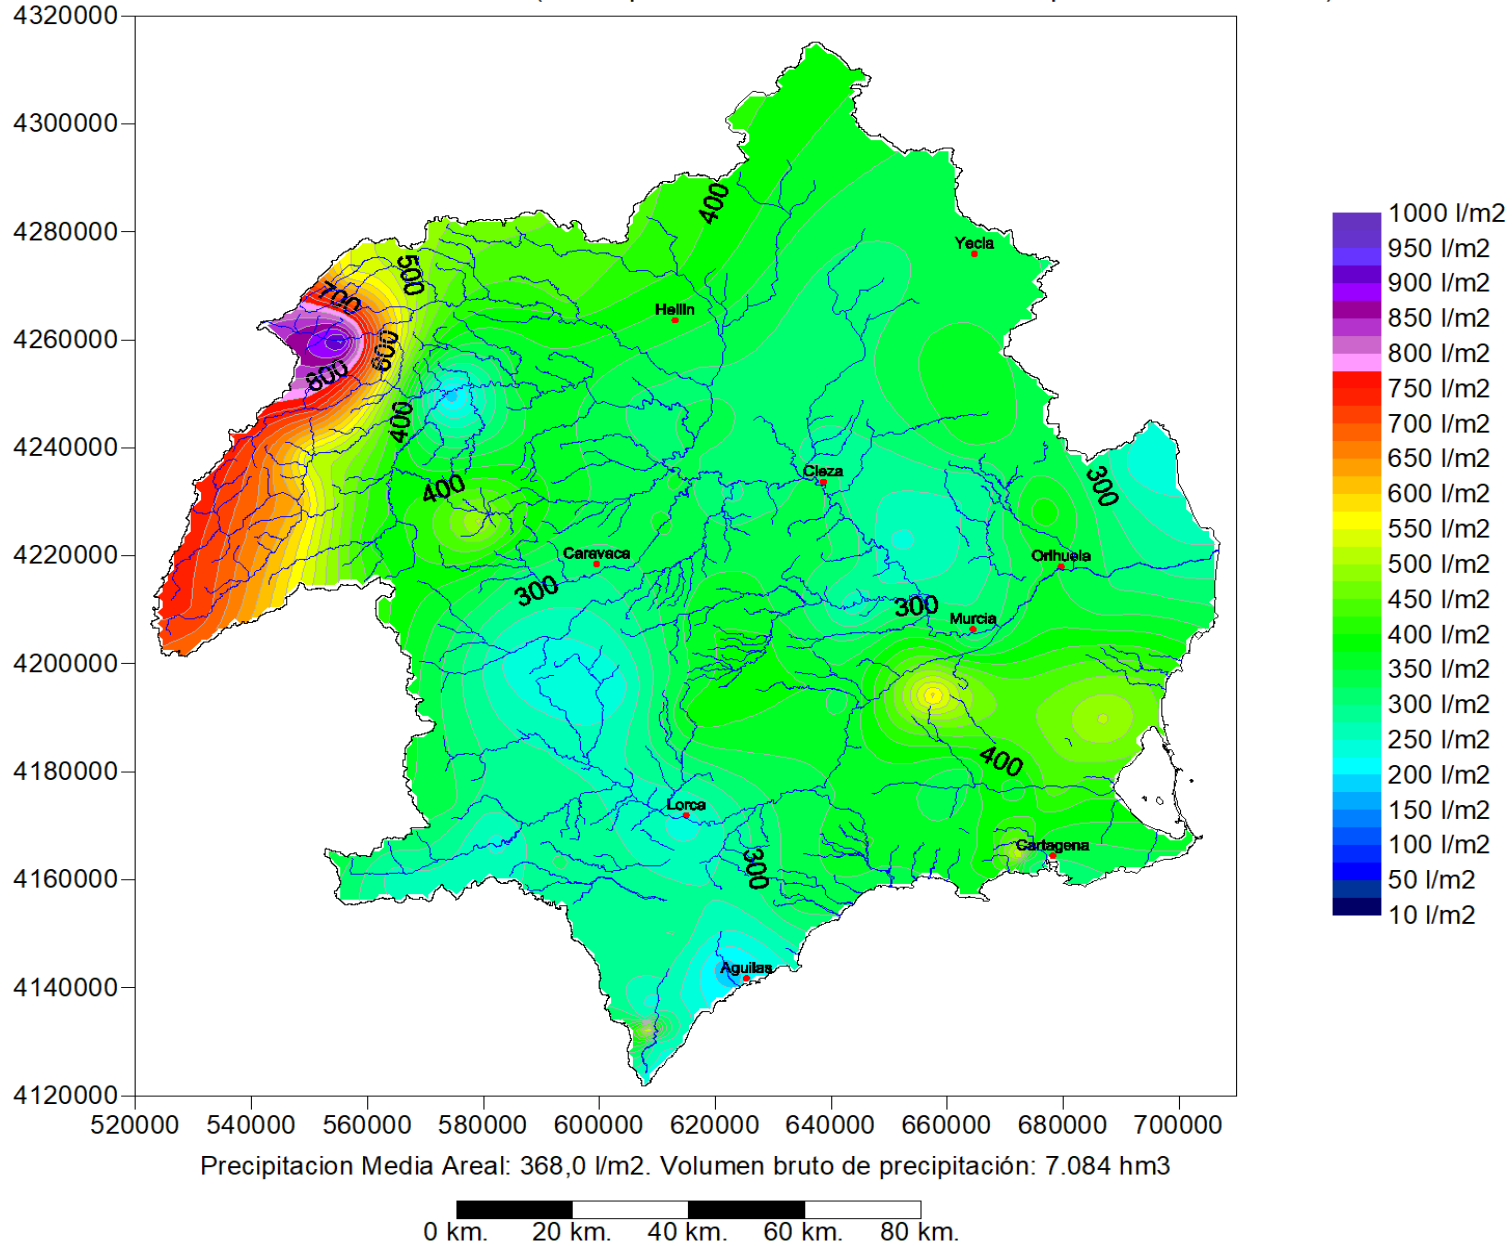 4320000
4300000
4280000
4260000
4240000
4220000
4200000
4180000
4160000
4140000
4120000
520000 540000 560000 580000 600000 620000 640000 660000 680000 700000
400
Yecla
500
700
Hellin
600
800
400
400
Cieza
300
Caravaca
Orihuela
300
300
Murcia
400
Lorca
Cartagena
300
Aguilas
1000 l/m2
950 l/m2
900 l/m2
850 l/m2
800 l/m2
750 l/m2
700 l/m2
650 l/m2
600 l/m2
550 l/m2
500 l/m2
450 l/m2
400 l/m2
350 l/m2
300 l/m2
250 l/m2
200 l/m2
150 l/m2
100 l/m2
50 l/m2
10 l/m2
Precipitacion Media Areal: 368,0 l/m2. Volumen bruto de precipitación: 7.084 hm3
0 km. 20 km. 40 km. 60 km. 80 km.